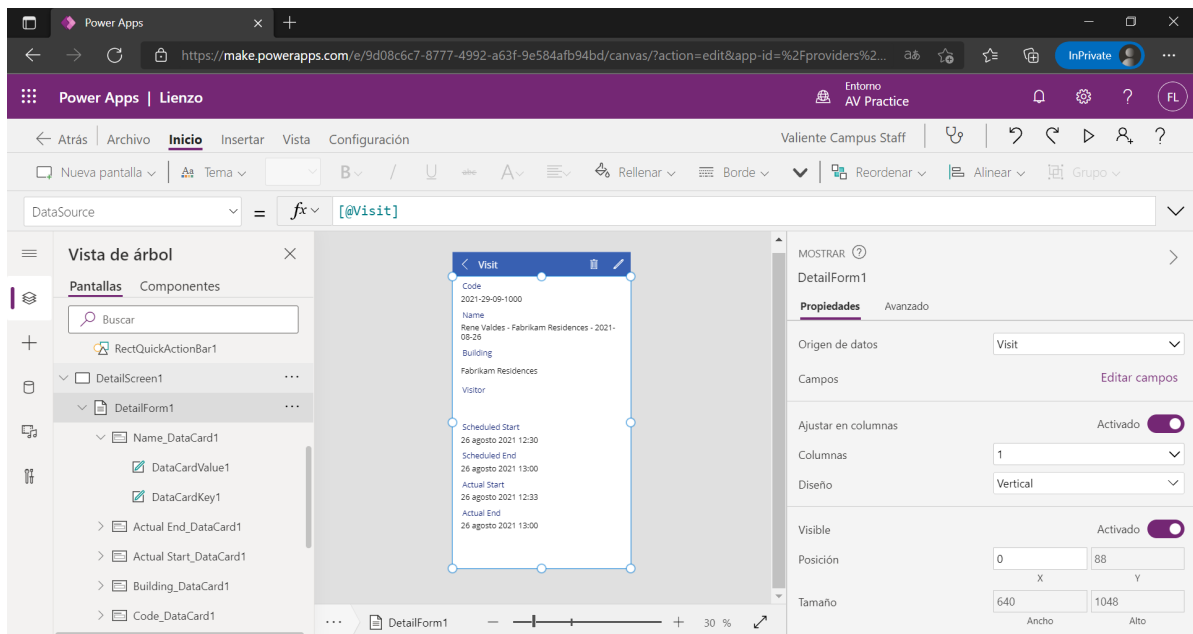 Power Apps
https://make.powerapps.com/e/9d08c6c7-8777-4992-a63f-9e584afb94bd/canvas/?action=edit&app-id=%2Fproviders%2...
aあ
InPrivate
Power Apps | Lienzo
Entorno
AV Practice
FL
Atrás
Archivo
Inicio
Insertar
Vista
Configuración
Valiente Campus Staff
Nueva pantalla
Tema
B
I
U
abc
A
Rellenar
Borde
Reordenar
Alinear
Grupo
DataSource
=
fx
[@Visit]
Vista de árbol
Pantallas
Componentes
Buscar
RectQuickActionBar1
DetailScreen1
DetailForm1
Name_DataCard1
DataCardValue1
DataCardKey1
Actual End_DataCard1
Actual Start_DataCard1
Building_DataCard1
Code_DataCard1
Visit
Code
2021-29-09-1000
Name
Rene Valdes - Fabrikam Residences - 2021-
08-26
Building
Fabrikam Residences
Visitor
Scheduled Start
26 agosto 2021 12:30
Scheduled End
26 agosto 2021 13:00
Actual Start
26 agosto 2021 12:33
Actual End
26 agosto 2021 13:00
DetailForm1
30 %
MOSTRAR
DetailForm1
Propiedades
Avanzado
Origen de datos
Visit
Campos
Editar campos
Ajustar en columnas
Activado
Columnas
1
Diseño
Vertical
Visible
Activado
Posición
0
88
X
Y
Tamaño
640
1048
Ancho
Alto